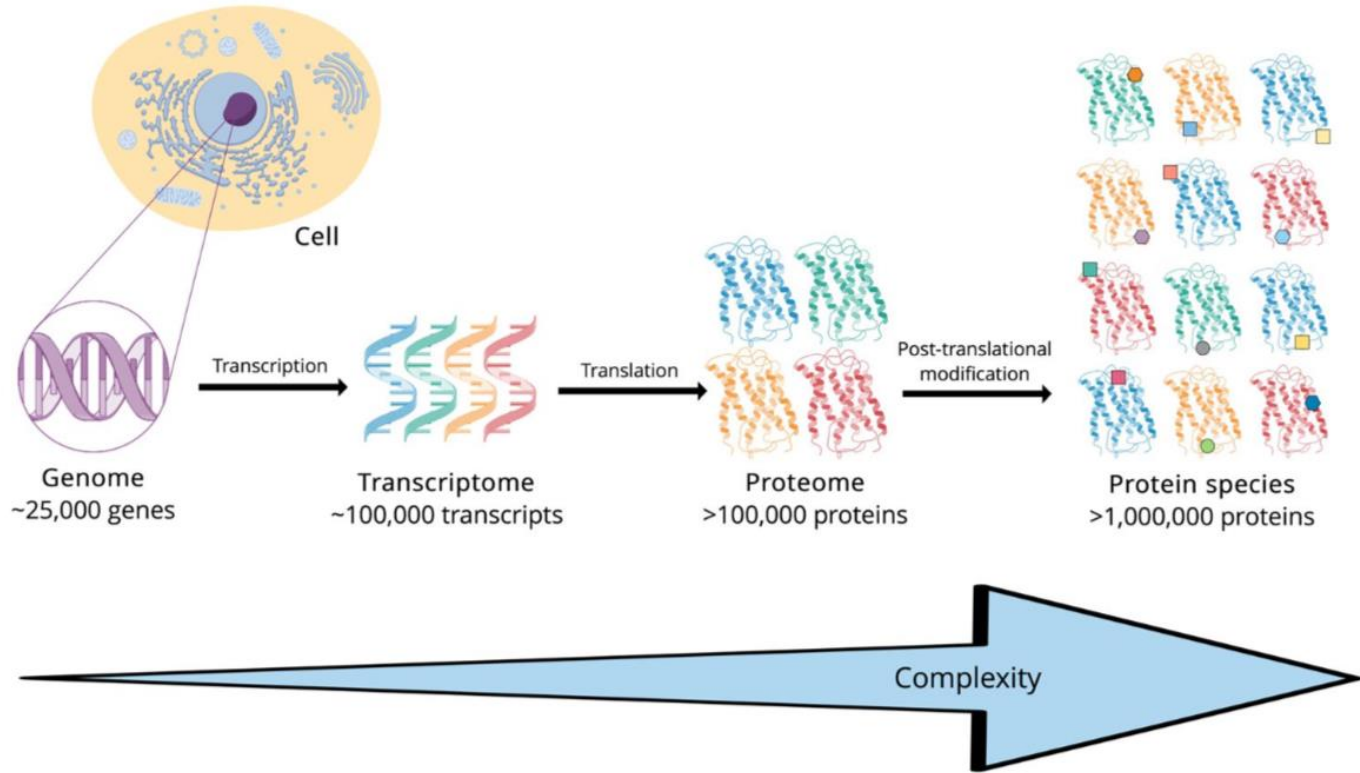 Cell
Transcription
Translation
Post-translational
modification
Genome
~25,000 genes
Transcriptome
~100,000 transcripts
Proteome
>100,000 proteins
Protein species
>1,000,000 proteins
Complexity